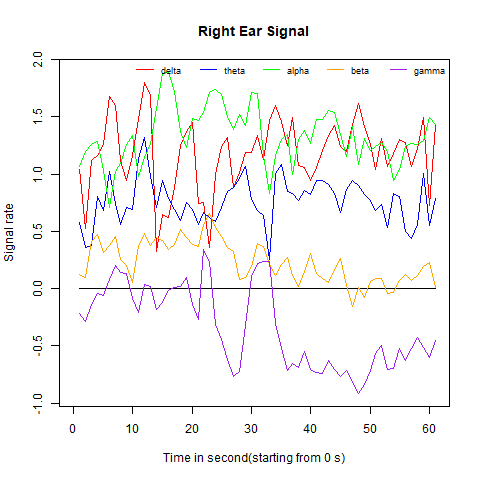 Right Ear Signal
delta theta alpha beta gamma
2.0
1.5
1.0
0.5
0.0
-0.5
-1.0
Signal rate
0 10 20 30 40 50 60
Time in second(starting from 0 s)